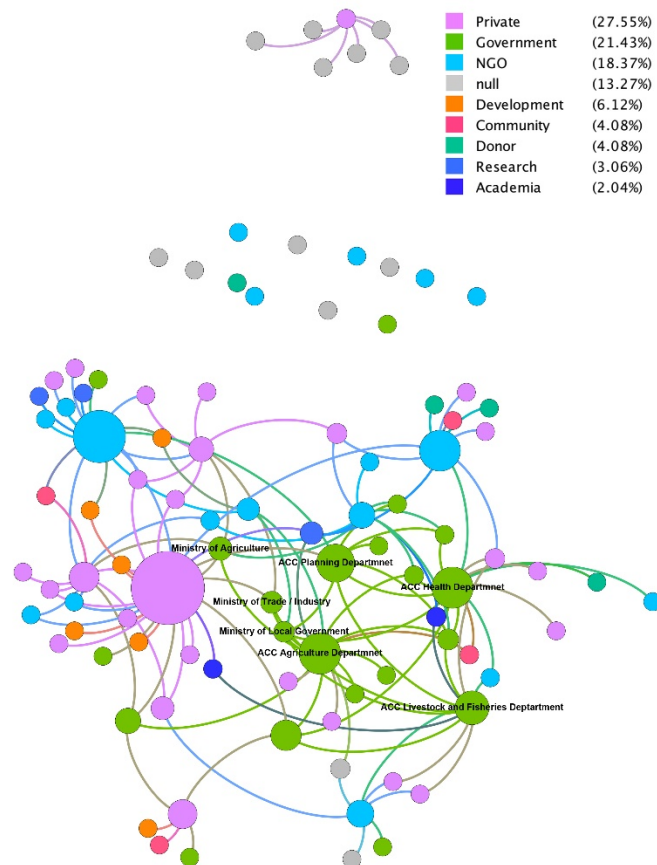 Private (27.55%)
Government (21.43%)
NGO (18.37%)
null (13.27%)
Development (6.12%)
Community (4.08%)
Donor (4.08%)
Research (3.06%)
Academia (2.04%)
Ministry of Agriculture
ACC Planning Departmnet
ACC Health Departmnet
Ministry of Trade / Industry
Ministry of Local Government
ACC Agriculture Departmnet
ACC Livestock and Fisheries Deptartment